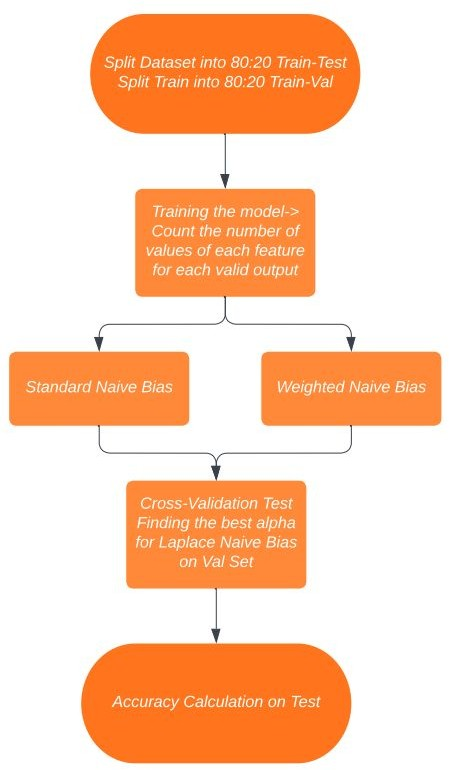 Split Dataset into 80:20 Train-Test
Split Train into 80:20 Train-Val
Training the model->
Count the number of
values of each feature
for each valid output
Standard Naive Bias
Weighted Naive Bias
Cross-Validation Test
Finding the best alpha
for Laplace Naive Bias
on Val Set
Accuracy Calculation on Test